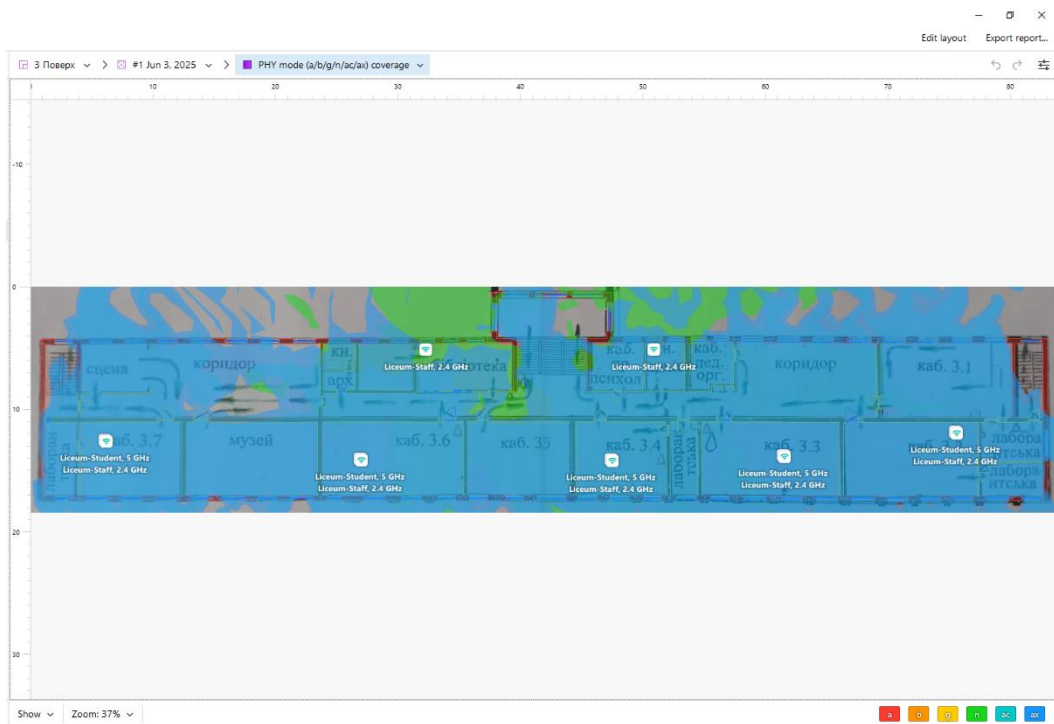 Edit layout Export report...
3 Поверх #1 Jun 3, 2025 PHY mode (a/b/g/n/ac/ax) coverage
0 10 20 30 40 50 60 70 80
-10
0
10
20
30
сцена
коридор
кн.
арх
Liceum-Staff, 2.4 GHz
каб.
психол
Liceum-Staff, 2.4 GHz
каб.
пед.
орг.
коридор
каб. 3.1
каб. 3.7
Liceum-Student, 5 GHz
Liceum-Staff, 2.4 GHz
музей
каб. 3.6
Liceum-Student, 5 GHz
Liceum-Staff, 2.4 GHz
каб. 35
каб. 3.4
Liceum-Student, 5 GHz
Liceum-Staff, 2.4 GHz
лаборан
тська
каб. 3.3
Liceum-Student, 5 GHz
Liceum-Staff, 2.4 GHz
Liceum-Student, 5 GHz
Liceum-Staff, 2.4 GHz
лабора
нтська
лабора
нтська
Show Zoom: 37%
a b g n ac ax